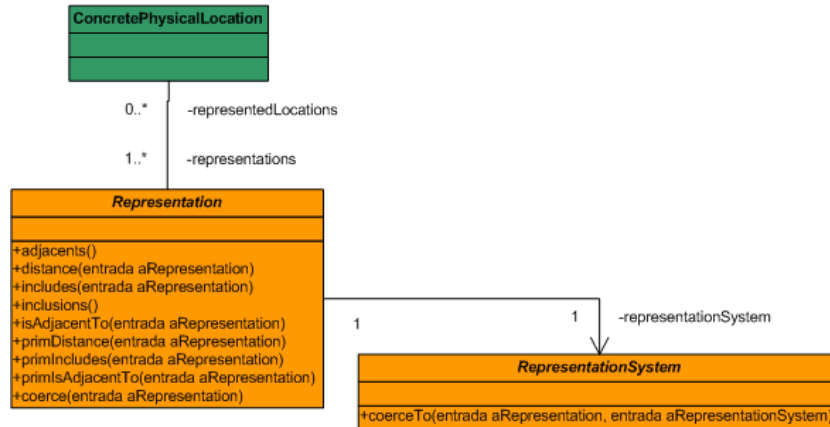 ConcretePhysicalLocation
0..* -representedLocations
1..* -representations
Representation
+adjacents()
+distance(entrada aRepresentation)
+includes(entrada aRepresentation)
+inclusions()
+isAdjacentTo(entrada aRepresentation)
+primDistance(entrada aRepresentation)
+primIncludes(entrada aRepresentation)
+primIsAdjacentTo(entrada aRepresentation)
+coerce(entrada aRepresentation)
1 1 -representationSystem
RepresentationSystem
+coerceTo(entrada aRepresentation, entrada aRepresentationSystem)